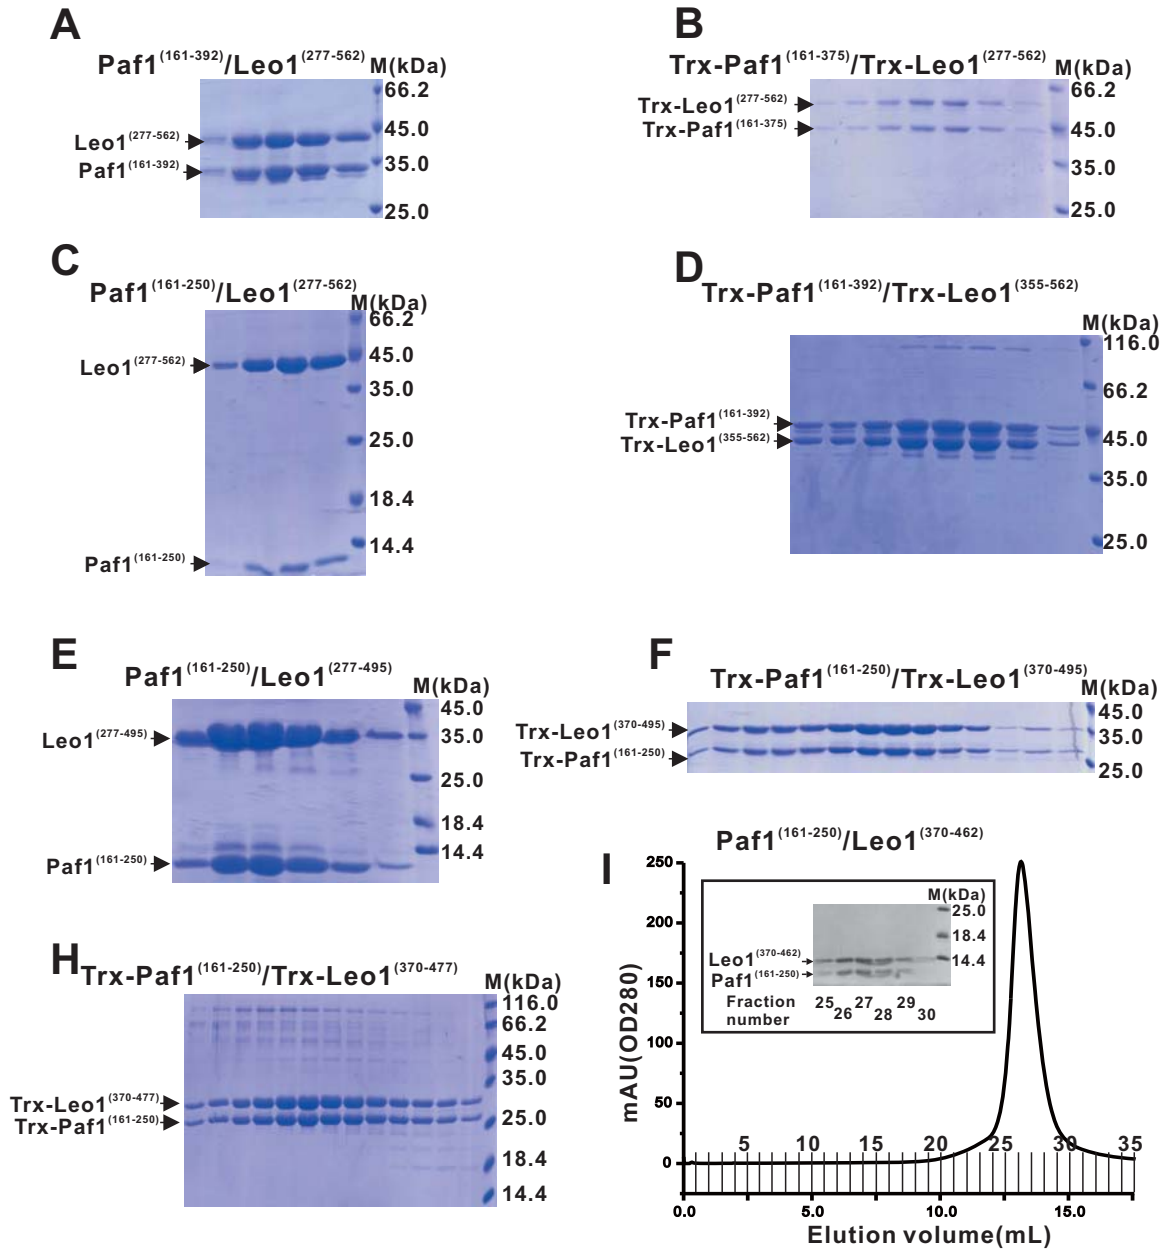 A
Paf1(161-392)/Leo1(277-562)
M(kDa)
66.2
45.0
35.0
25.0
Leo1(277-562)
Paf1(161-392)
B
Trx-Paf1(161-375)/Trx-Leo1(277-562)
M(kDa)
66.2
45.0
35.0
25.0
Trx-Leo1(277-562)
Trx-Paf1(161-375)
C
Paf1(161-250)/Leo1(277-562)
M(kDa)
66.2
45.0
35.0
25.0
18.4
14.4
Leo1(277-562)
Paf1(161-250)
D
Trx-Paf1(161-392)/Trx-Leo1(355-562)
M(kDa)
116.0
66.2
45.0
35.0
25.0
Trx-Paf1(161-392)
Trx-Leo1(355-562)
E
Paf1(161-250)/Leo1(277-495)
M(kDa)
45.0
35.0
25.0
18.4
14.4
Leo1(277-495)
Paf1(161-250)
F
Trx-Paf1(161-250)/Trx-Leo1(370-495)
M(kDa)
45.0
35.0
25.0
Trx-Leo1(370-495)
Trx-Paf1(161-250)
H
Trx-Paf1(161-250)/Trx-Leo1(370-477)
M(kDa)
116.0
66.2
45.0
35.0
25.0
18.4
14.4
Trx-Leo1(370-477)
Trx-Paf1(161-250)
I
Paf1(161-250)/Leo1(370-462)
M(kDa)
25.0
18.4
14.4
Leo1(370-462)
Paf1(161-250)
Fraction number
25 26 27 28 29 30
mAU(OD280)
250
200
150
100
50
0
5 10 15 20 25 30 35
0.0 5.0 10.0 15.0
Elution volume(mL)